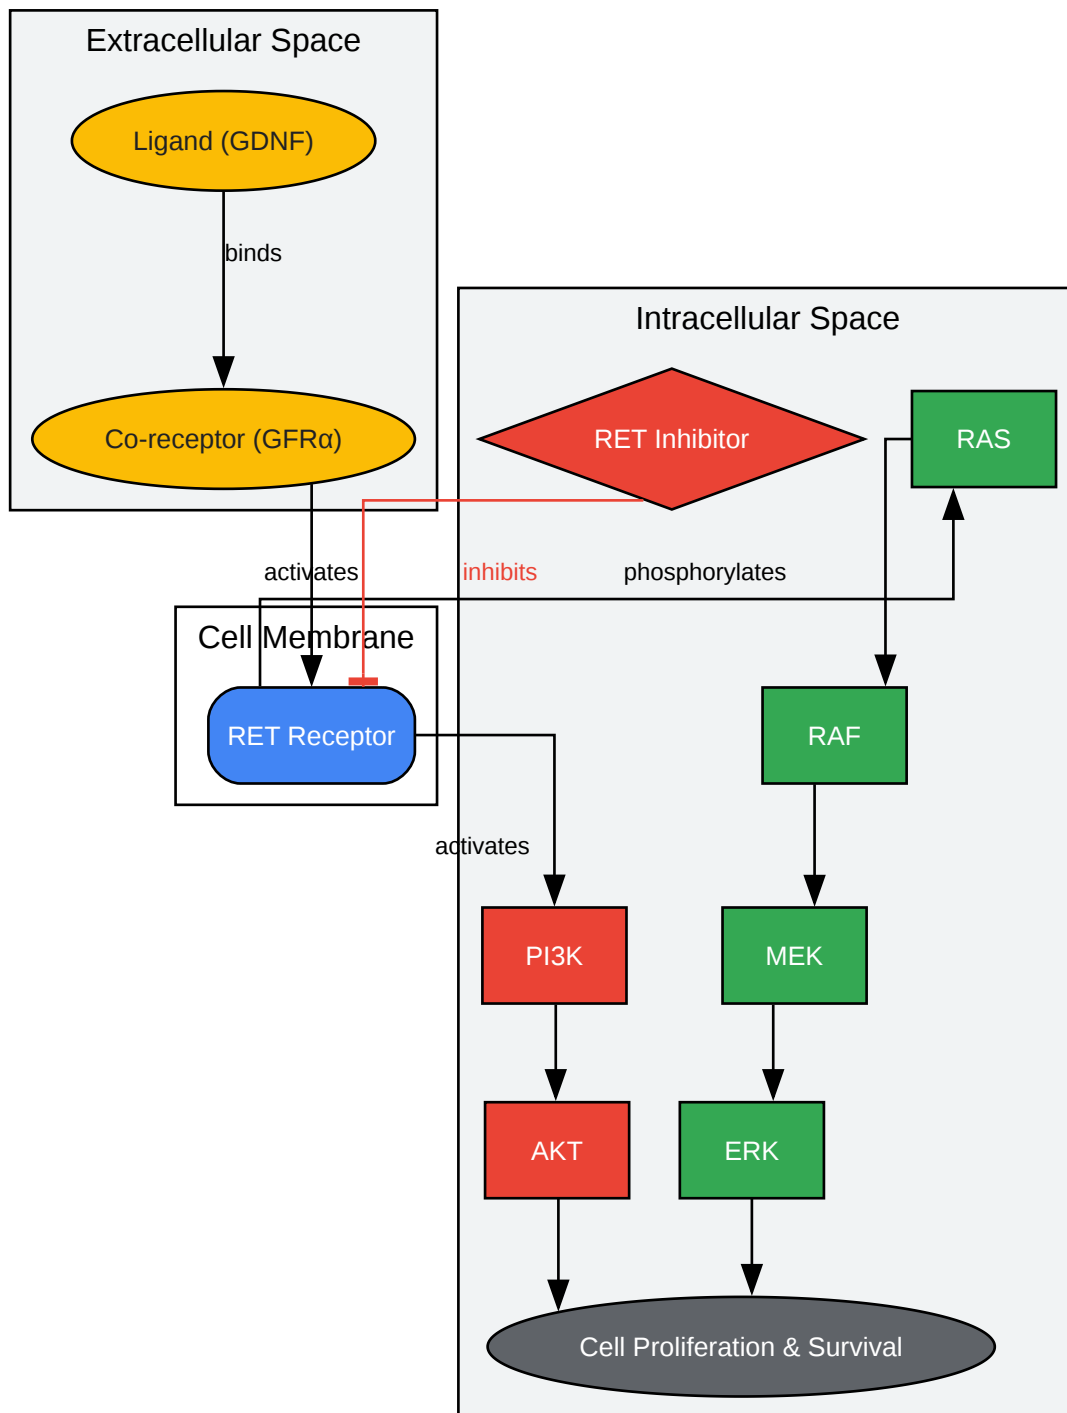 Extracellular Space
Ligand (GDNF)
binds
Intracellular Space
Co-receptor (GFRα)
RET Inhibitor
RAS
activates
inhibits
phosphorylates
Cell Membrane
RET Receptor
RAF
activates
PI3K
MEK
AKT
ERK
Cell Proliferation & Survival